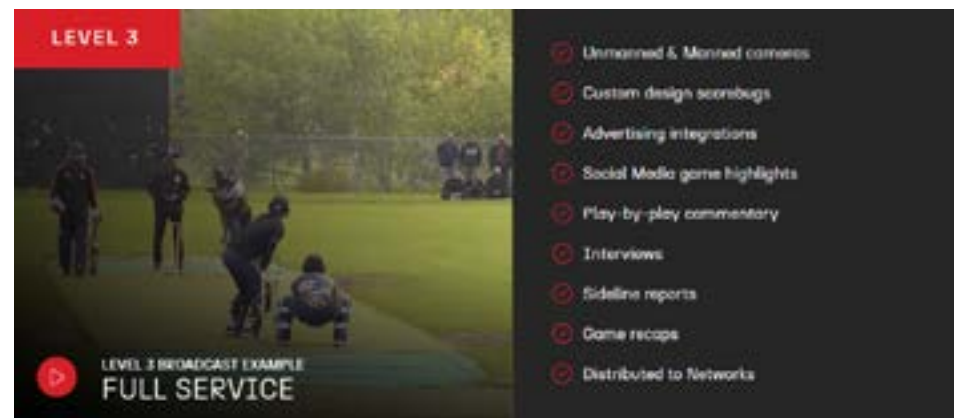 LEVEL 3
LEVEL 3 BROADCAST EXAMPLE
FULL SERVICE
Unmanned & Manned cameras
Custom design scorebugs
Advertising integrations
Social Media game highlights
Play-by-play commentary
Interviews
Sideline reports
Game recaps
Distributed to Networks